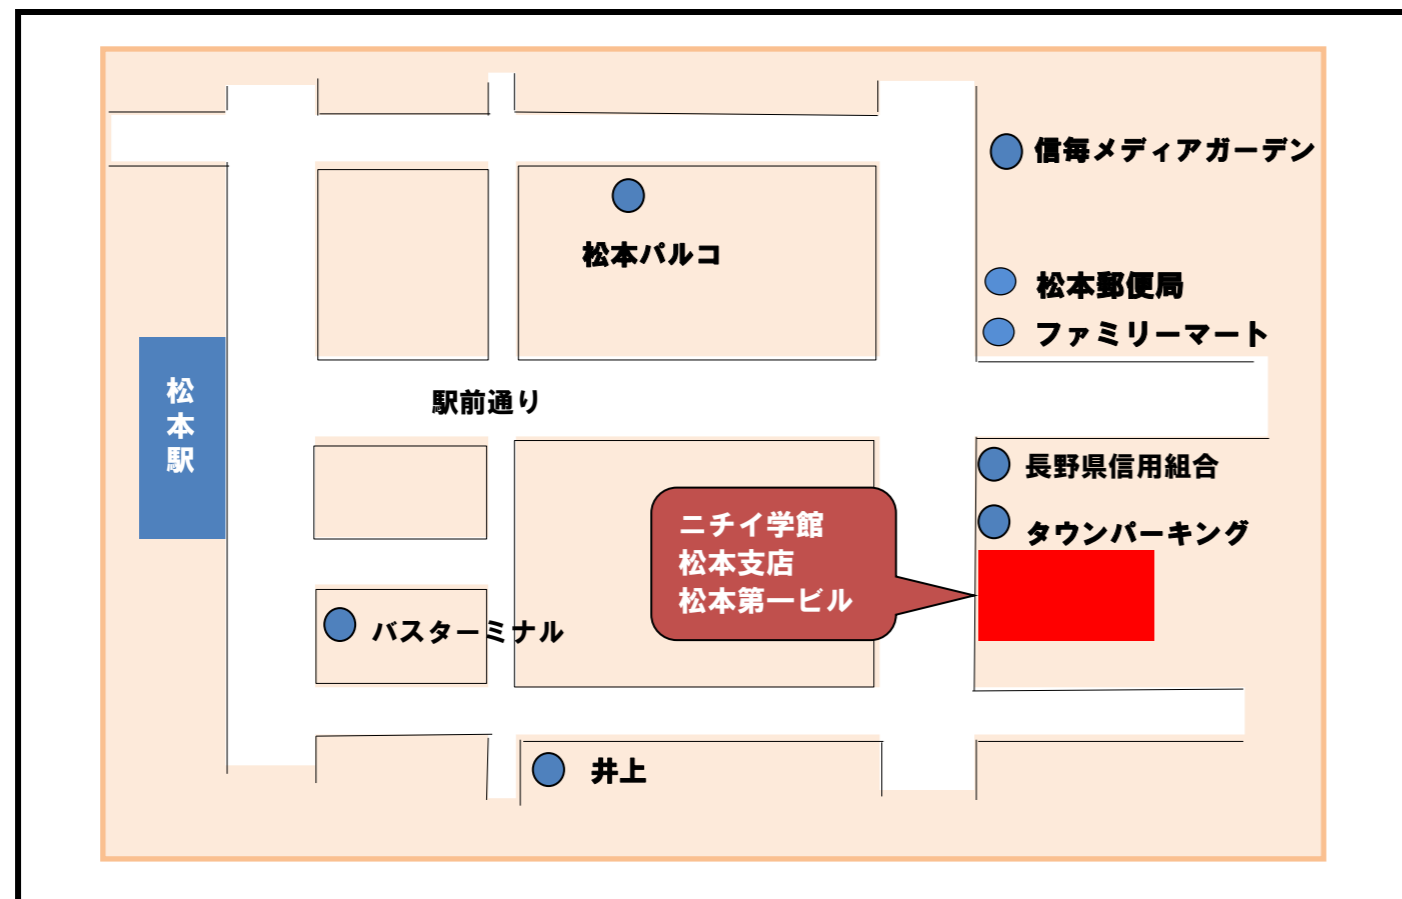 信毎メディアガーデン
松本パルコ
松本郵便局
ファミリーマート
松本駅
駅前通り
長野県信用組合
タウンパーキング
ニチイ学館
松本支店
松本第一ビル
バスターミナル
井上